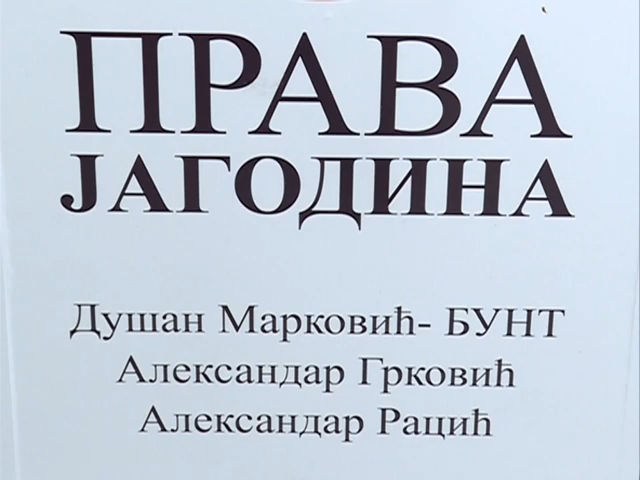 ПРАВА
ЈАГОДИНА
Душан Марковић- БУНТ
Александар Грковић
Александар Рацић